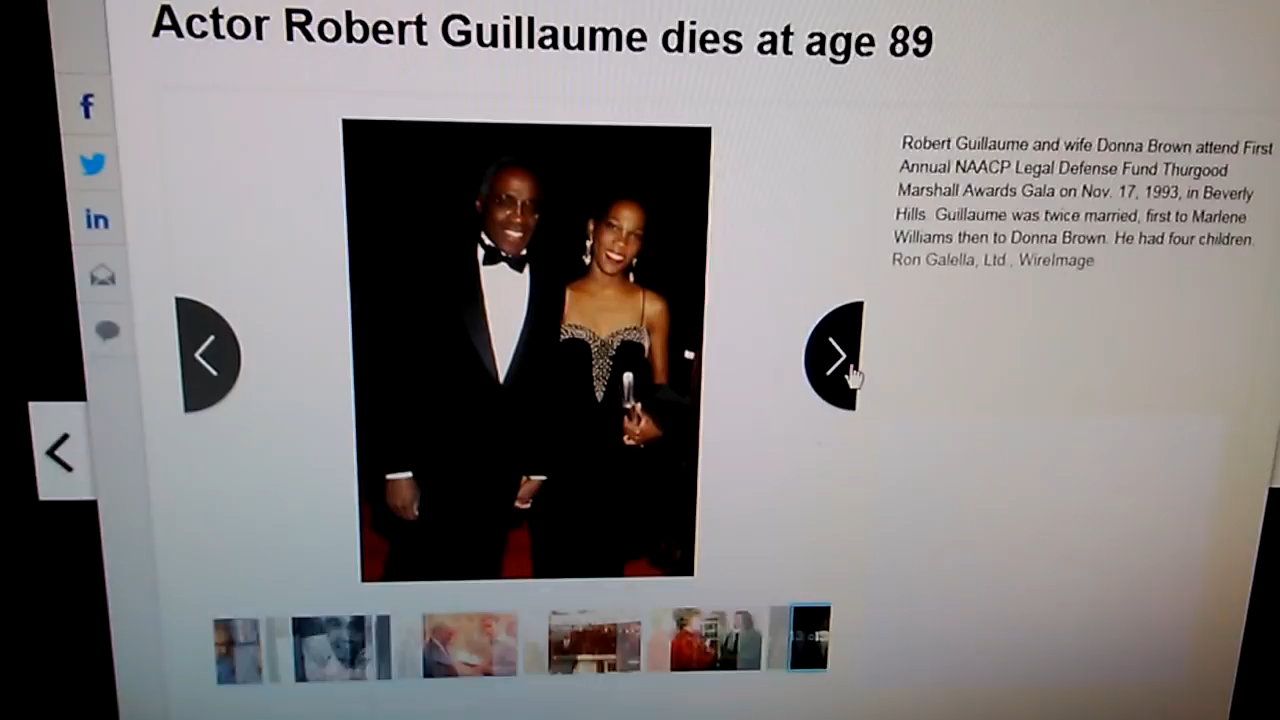 Actor Robert Guillaume dies at age 89
f
in
Robert Guillaume and wife Donna Brown attend First
Annual NAACP Legal Defense Fund Thurgood
Marshall Awards Gala on Nov. 17, 1993, in Beverly
Hills. Guillaume was twice married, first to Marlene
Williams then to Donna Brown. He had four children.
Ron Galella, Ltd., WireImage